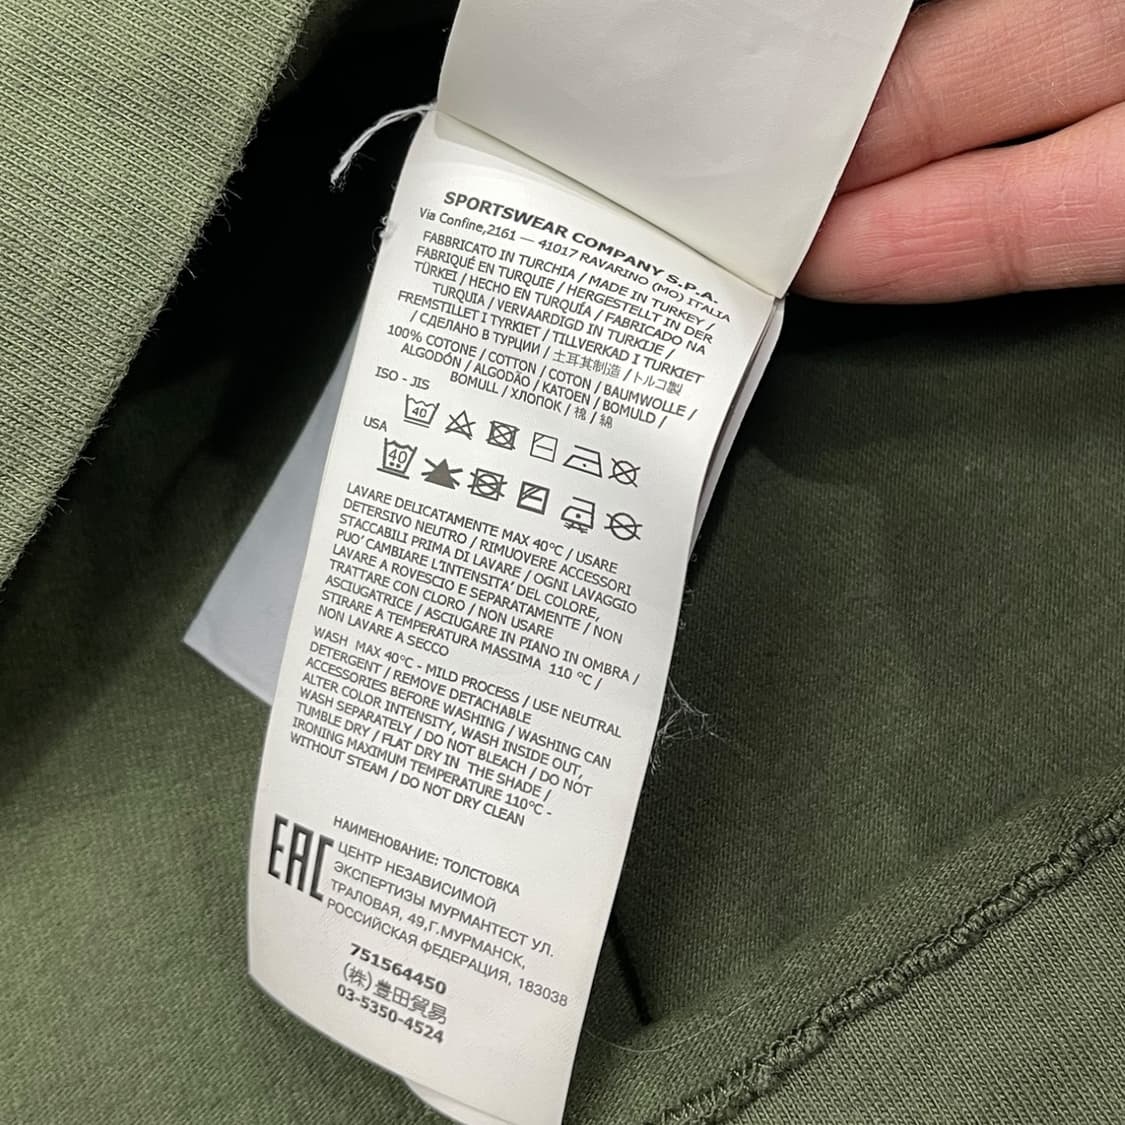 SPORTSWEAR COMPANY S.P.A.
Via Confine,2161 — 41017 RAVARINO (MO) ITALIA
FABBRICATO IN TURCHIA / MADE IN TURKEY /
FABRIQUÉ EN TURQUIE / HERGESTELLT IN DER
TÜRKEI / HECHO EN TURQUÍA / FABRICADO NA
TURQUIA / VERVAARDIGD IN TURKIJE /
FREMSTILLET I TYRKIET / TILLVERKAD I TURKIET
/ СДЕЛАНО В ТУРЦИИ / 土耳其制造 / トルコ製
100% COTONE / COTTON / COTON / BAUMWOLLE /
ALGODÓN / ALGODAO / KATOEN / BOMULD /
BOMULL / ХЛОПОК / 棉 / 綿
ISO - JIS
40
USA
40
LAVARE DELICATAMENTE MAX 40°C / USARE
DETERSIVO NEUTRO / RIMUOVERE ACCESSORI
STACCABILI PRIMA DI LAVARE / OGNI LAVAGGIO
PUO' CAMBIARE L'INTENSITA' DEL COLORE,
LAVARE A ROVESCIO E SEPARATAMENTE / NON
TRATTARE CON CLORO / NON USARE
ASCIUGATRICE / ASCIUGARE IN PIANO IN OMBRA /
STIRARE A TEMPERATURA MASSIMA 110 °C /
NON LAVARE A SECCO
WASH MAX 40°C - MILD PROCESS / USE NEUTRAL
DETERGENT / REMOVE DETACHABLE
ACCESSORIES BEFORE WASHING / WASHING CAN
ALTER COLOR INTENSITY, WASH INSIDE OUT,
WASH SEPARATELY / DO NOT BLEACH / DO NOT
TUMBLE DRY / FLAT DRY IN THE SHADE /
IRONING MAXIMUM TEMPERATURE 110°C -
WITHOUT STEAM / DO NOT DRY CLEAN
EAC
НАИМЕНОВАНИЕ: ТОЛСТОВКА
ЦЕНТР НЕЗАВИСИМОЙ
ЭКСПЕРТИЗЫ МУРМАНТЕСТ УЛ.
ТРАЛОВАЯ, 49,Г.МУРМАНСК,
РОССИЙСКАЯ ФЕДЕРАЦИЯ, 183038
751564450
(株)豊田貿易
03-5350-4524